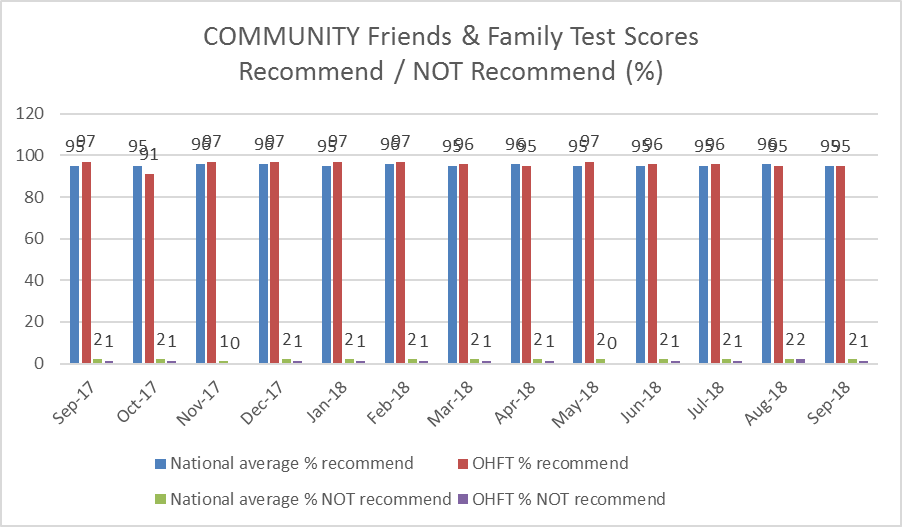 COMMUNITY Friends & Family Test Scores
Recommend / NOT Recommend (%)
120
100
80
60
40
20
0
95 97 95 91 96 97 96 97 95 97 96 97 95 96 96 95 95 97 95 96 95 96 96 95 95 95
2 1 2 1 1 0 2 1 2 1 2 1 2 1 2 1 2 0 2 1 2 1 2 2 2 1
Sep-17 Oct-17 Nov-17 Dec-17 Jan-18 Feb-18 Mar-18 Apr-18 May-18 Jun-18 Jul-18 Aug-18 Sep-18
National average % recommend OHFT % recommend
National average % NOT recommend OHFT % NOT recommend